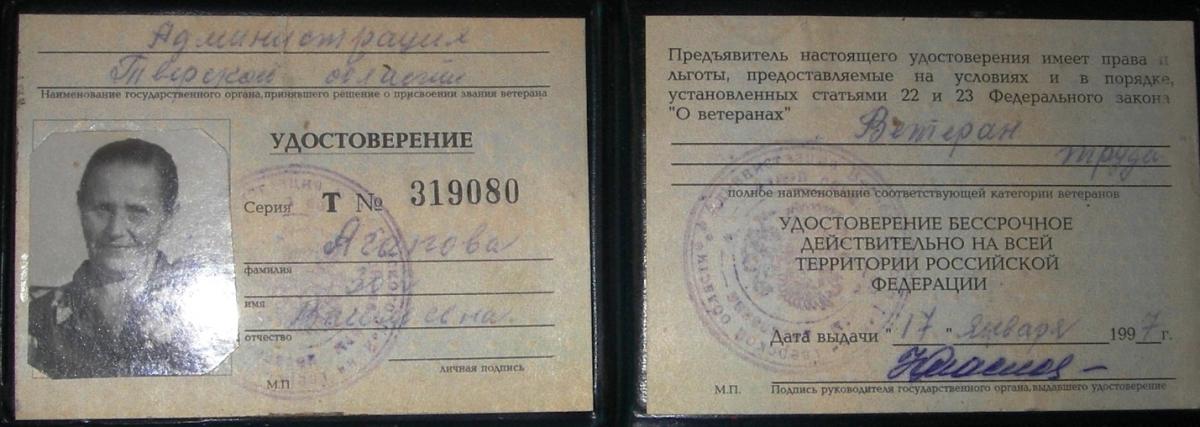 Администрация
Тверской области
Наименование государственного органа, принявшего решение о присвоении звания ветерана
УДОСТОВЕРЕНИЕ
Серия Т № 319080
Агапова
фамилия
Зоя
имя
отчество
личная подпись
М.П
Предъявитель настоящего удостоверения имеет права и
льготы, предоставляемые на условиях и в порядке,
установленных статьями 22 и 23 Федерального закона
"О ветеранах"
Ветеран
труда
полное наименование соответствующей категории ветеранов
УДОСТОВЕРЕНИЕ БЕССРОЧНОЕ
ДЕЙСТВИТЕЛЬНО НА ВСЕЙ
ТЕРРИТОРИИ РОССИЙСКОЙ
ФЕДЕРАЦИИ
Дата выдачи "17" января 1997 г.
М.П.
Подпись руководителя государственного органа, выдавшего удостоверение